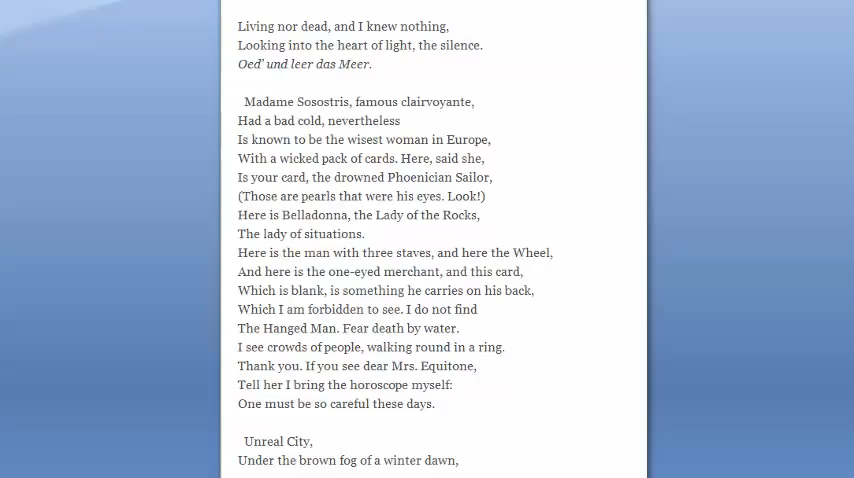 Living nor dead, and I knew nothing,
Looking into the heart of light, the silence.
Oed' und leer das Meer.
Madame Sosostris, famous clairvoyante,
Had a bad cold, nevertheless
Is known to be the wisest woman in Europe,
With a wicked pack of cards. Here, said she,
Is your card, the drowned Phoenician Sailor,
(Those are pearls that were his eyes. Look!)
Here is Belladonna, the Lady of the Rocks,
The lady of situations.
Here is the man with three staves, and here the Wheel,
And here is the one-eyed merchant, and this card,
Which is blank, is something he carries on his back,
Which I am forbidden to see. I do not find
The Hanged Man. Fear death by water.
I see crowds of people, walking round in a ring.
Thank you. If you see dear Mrs. Equitone,
Tell her I bring the horoscope myself:
One must be so careful these days.
Unreal City,
Under the brown fog of a winter dawn,